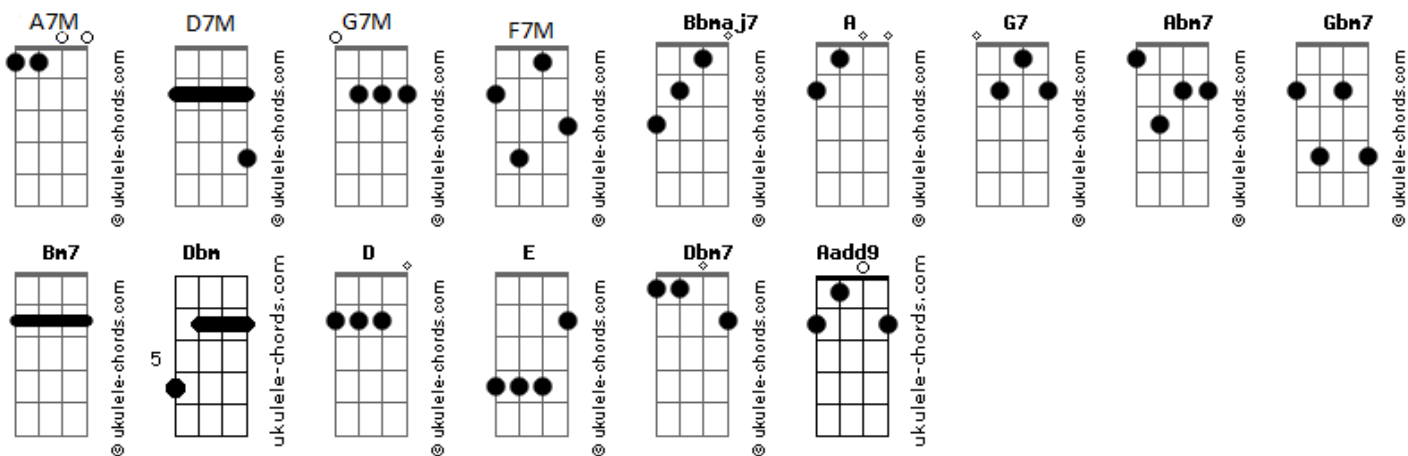 A7M D7M G7M F7M Bbmaj7 A G7 Abm7 Gbm7
© ukulele-chords.com © ukulele-chords.com © ukulele-chords.com © ukulele-chords.com © ukulele-chords.com © ukulele-chords.com © ukulele-chords.com © ukulele-chords.com © ukulele-chords.com
Bm7 Dbm D E Dbm7 Aadd9
5
© ukulele-chords.com ukulele-chords.com © ukulele-chords.com © ukulele-chords.com © ukulele-chords.com ukulele-chords.com